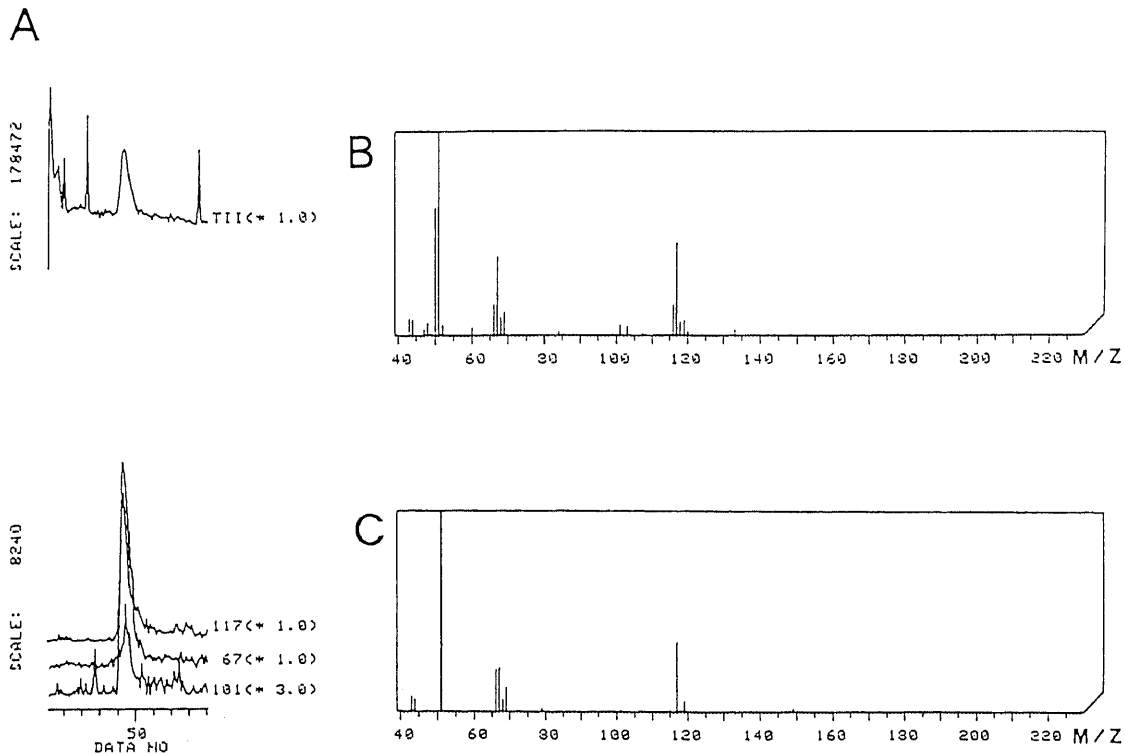 A
SCALE: 178472
TII(* 1.0)
B
40 60 80 100 120 140 160 180 200 220 M/Z
SCALE: 8240
117(* 1.0)
67(* 1.0)
101(* 3.0)
50
DATA NO
C
40 60 80 100 120 140 160 180 200 220 M/Z